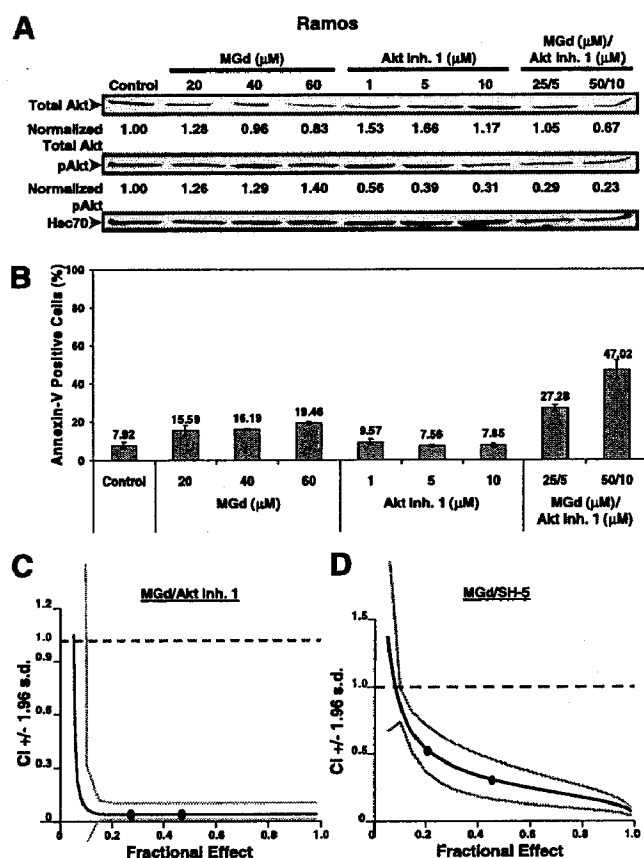 A
Ramos
MGd (μM) Akt Inh. 1 (μM) MGd (μM)/
Akt Inh. 1 (μM)
Control 20 40 60 1 5 10 25/5 50/10
Total Akt
Normalized 1.00 1.28 0.96 0.83 1.53 1.66 1.17 1.05 0.67
Total Akt
pAkt
Normalized 1.00 1.26 1.29 1.40 0.56 0.39 0.31 0.29 0.23
pAkt
Hsc70
B
Annexin-V Positive Cells (%)
100
80
60
40
20
0
7.92 15.59 16.19 19.46 9.57 7.56 7.85 27.28 47.02
Control 20 40 60 1 5 10 25/5 50/10
MGd (μM) Akt Inh. 1 (μM) MGd (μM)/
Akt Inh. 1 (μM)
C
MGd/Akt Inh. 1
CI +/- 1.96 s.d.
1.2
1.0
0.9
0.6
0.3
0
0 0.2 0.4 0.6 0.8 1.0
Fractional Effect
D
MGd/SH-5
CI +/- 1.96 s.d.
1.5
1.0
0.5
0
0 0.2 0.4 0.6 0.8 1.0
Fractional Effect